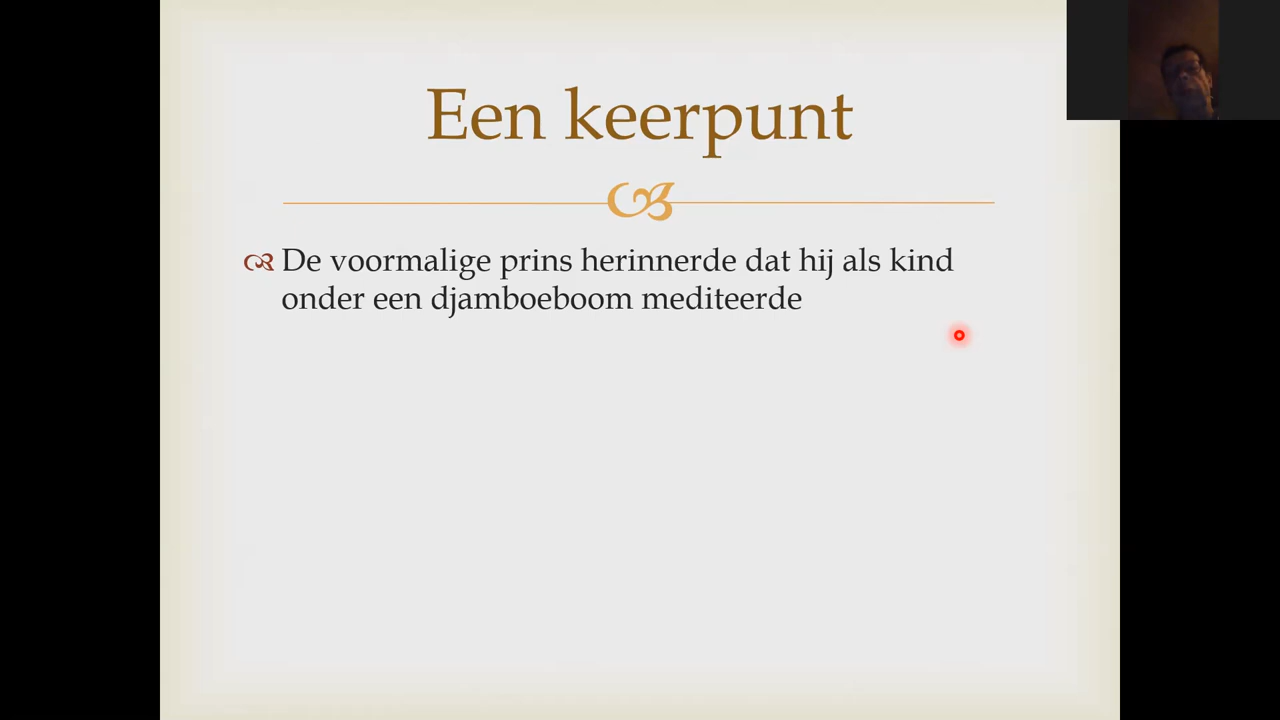 Een keerpunt
De voormalige prins herinnerde dat hij als kind
onder een djamboeboom mediteerde